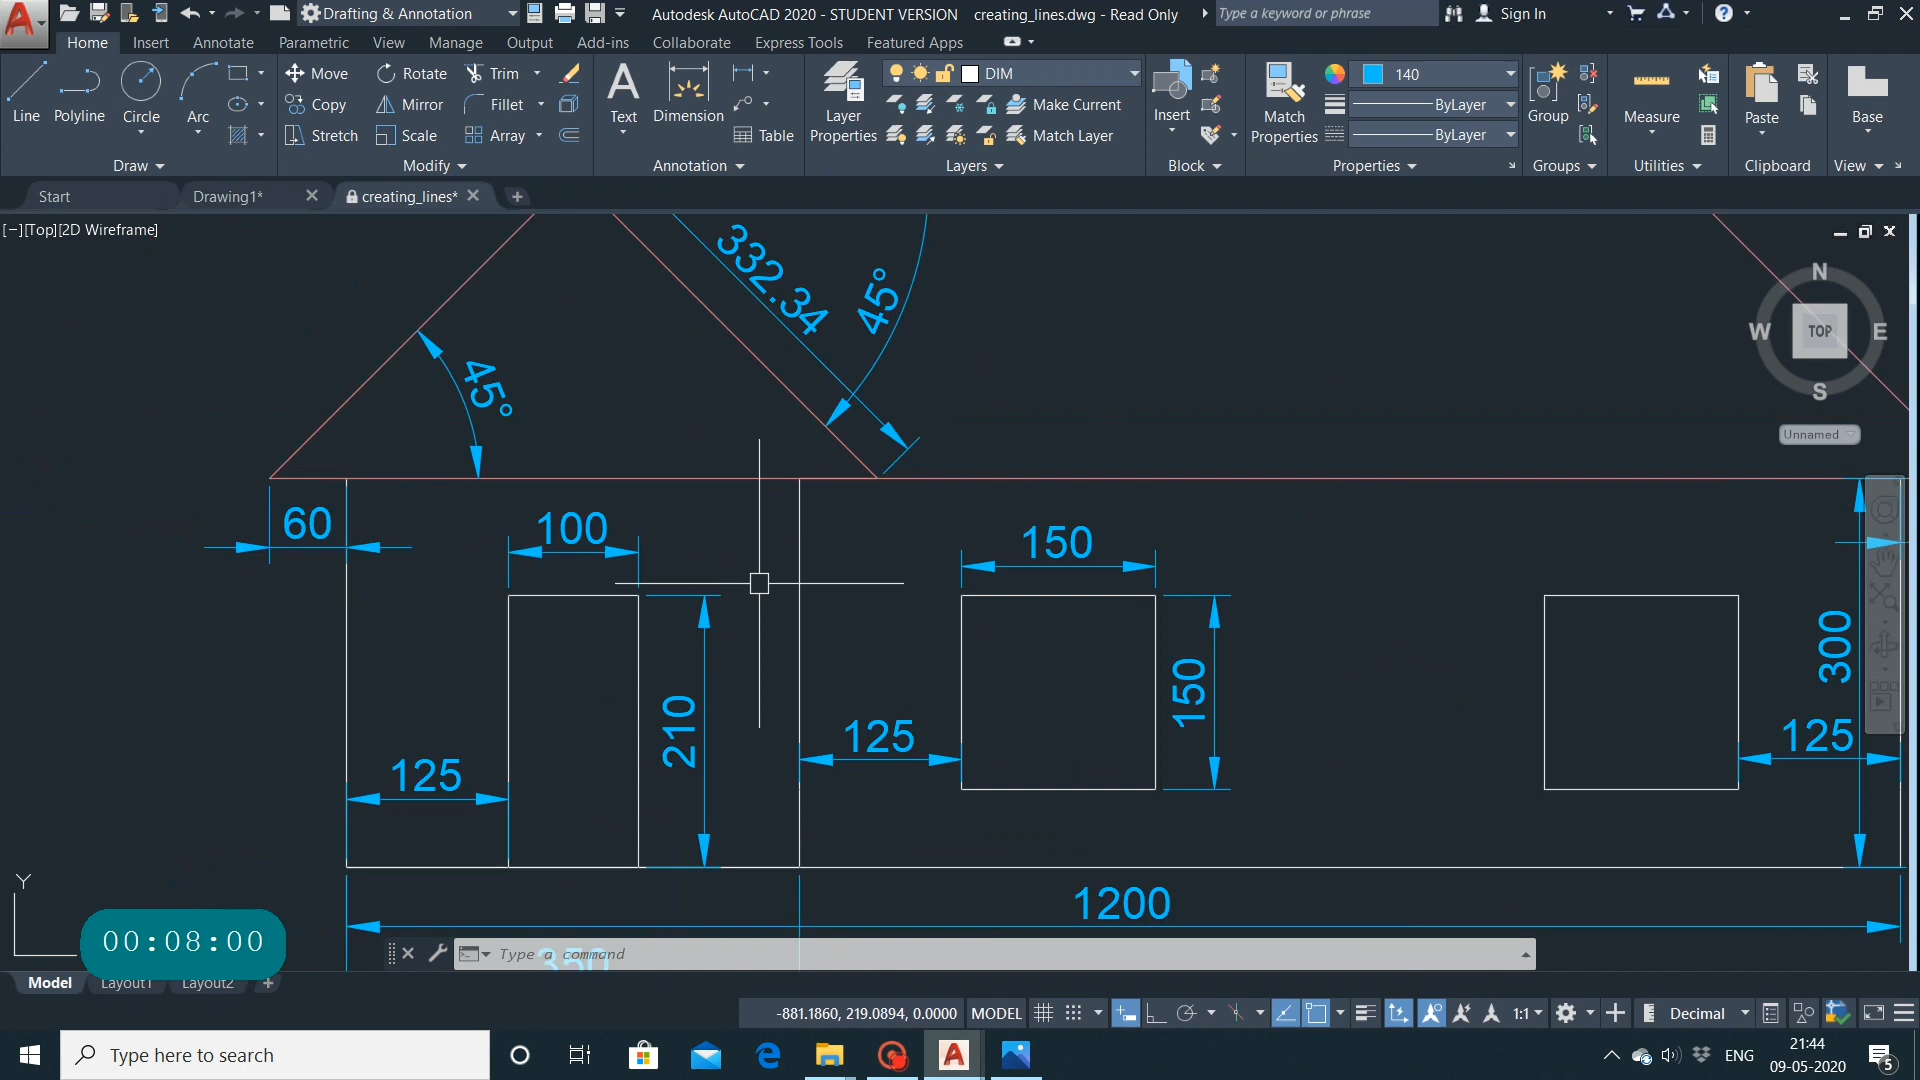 Drafting & Annotation
Autodesk AutoCAD 2020 - STUDENT VERSION creating_lines.dwg - Read Only
Type a keyword or phrase
Sign In
Home Insert Annotate Parametric View Manage Output Add-ins Collaborate Express Tools Featured Apps
Line Polyline Circle Arc
Move Rotate Trim
Copy Mirror Fillet
Stretch Scale Array
Text Dimension Table
Layer Properties
DIM
Make Current
Match Layer
Insert
Match Properties
140
ByLayer
ByLayer
Group
Measure
Paste
Base
Draw Modify Annotation Layers Block Properties Groups Utilities Clipboard View
Start Drawing1* creating_lines*
[−][Top][2D Wireframe]
332.34
45°
45°
N
W TOP E
S
Unnamed
60
100
150
210
125
150
300
125
125
1200
350
Y
00:08:00
Type a command
Model Layout1 Layout2 +
-881.1860, 219.0894, 0.0000 MODEL 1:1 Decimal
Type here to search
ENG
21:44
09-05-2020
5